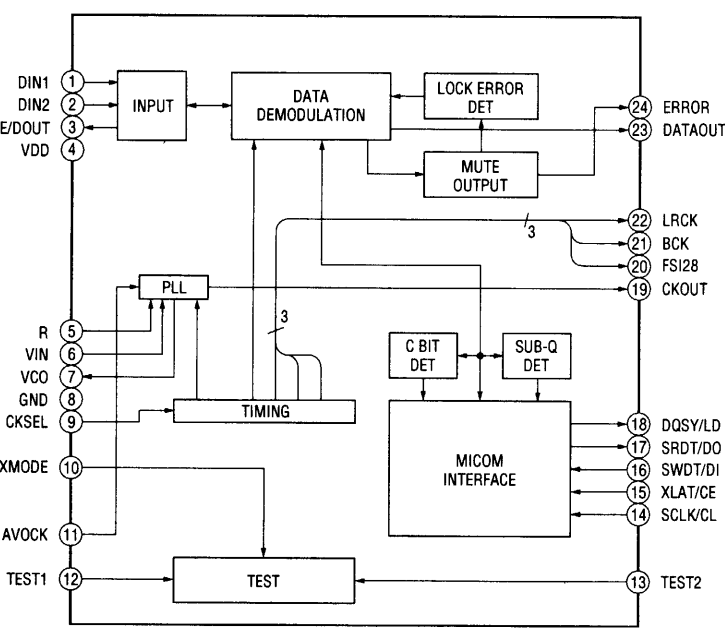 DIN1 1
DIN2 2
E/DOUT 3
VDD 4
R 5
VIN 6
VCO 7
GND 8
CKSEL 9
XMODE 10
AVOCK 11
TEST1 12
INPUT
DATA
DEMODULATION
LOCK ERROR
DET
MUTE
OUTPUT
3
PLL
3
C BIT
DET
SUB-Q
DET
TIMING
MICOM
INTERFACE
TEST
24 ERROR
23 DATAOUT
22 LRCK
21 BCK
20 FSI28
19 CKOUT
18 DQSY/LD
17 SRDT/DO
16 SWDT/DI
15 XLAT/CE
14 SCLK/CL
13 TEST2